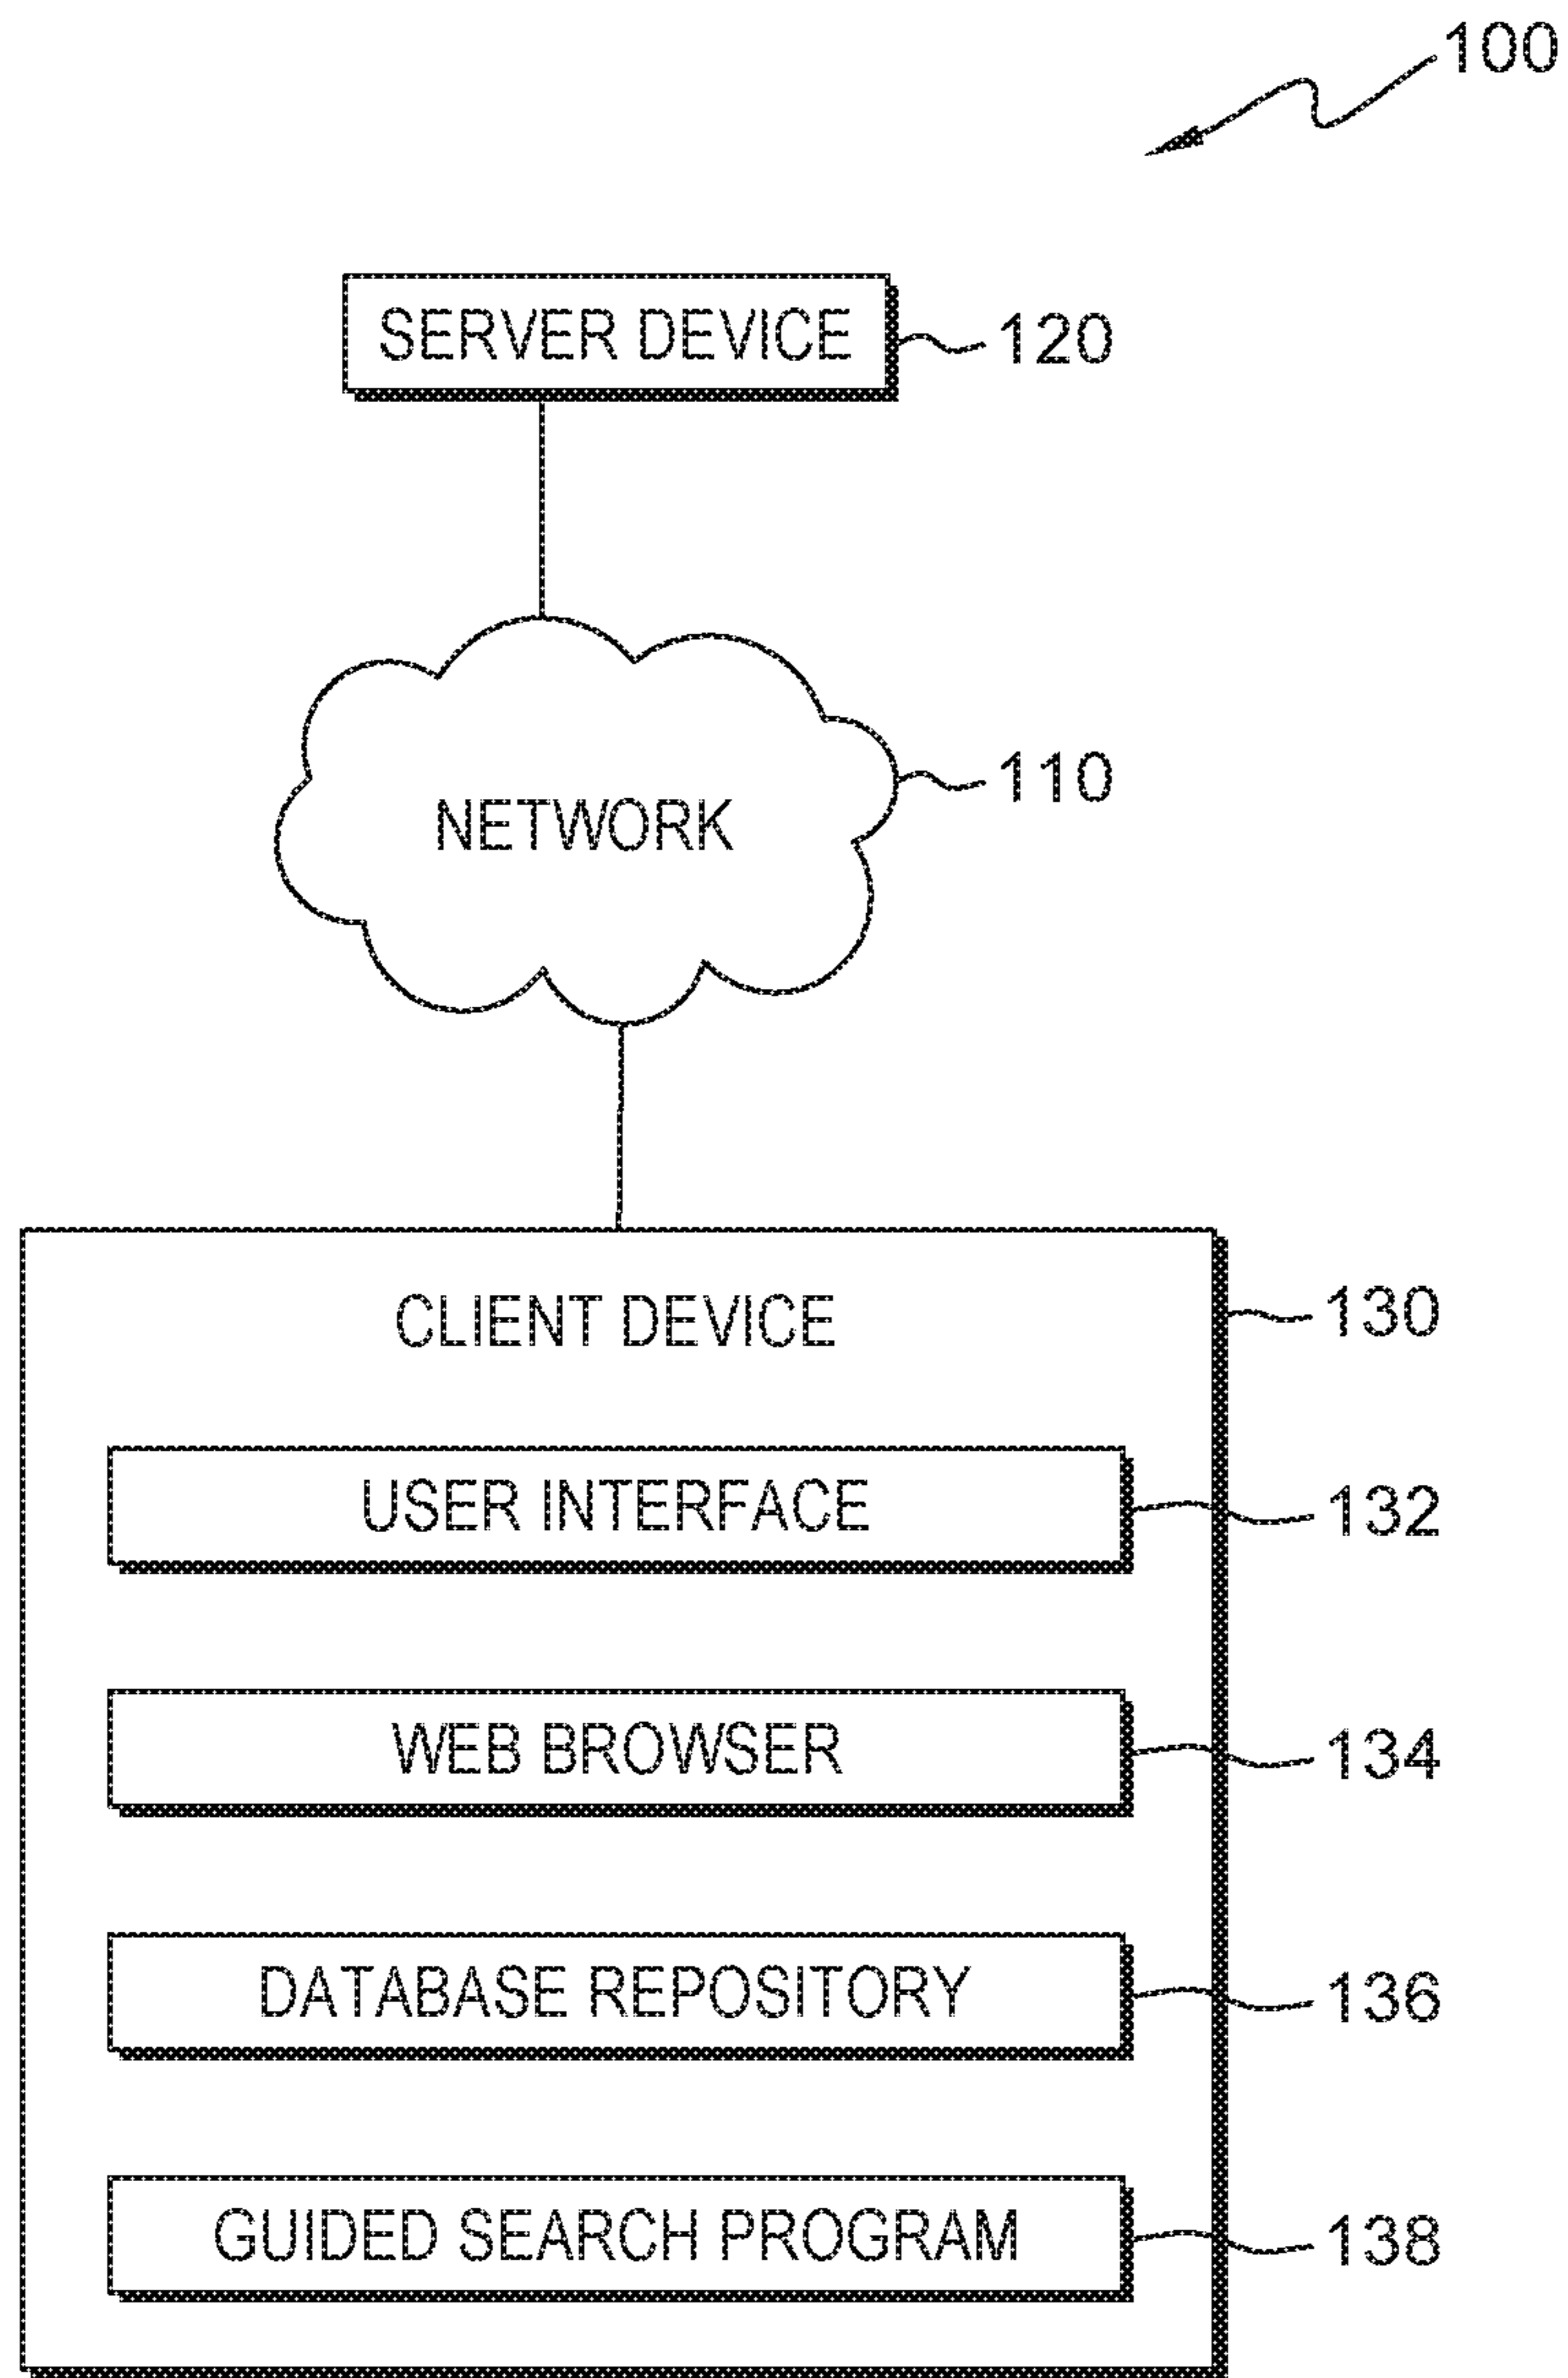 100
SERVER DEVICE
120
NETWORK
110
CLIENT DEVICE
130
USER INTERFACE
132
WEB BROWSER
134
DATABASE REPOSITORY
136
GUIDED SEARCH PROGRAM
138